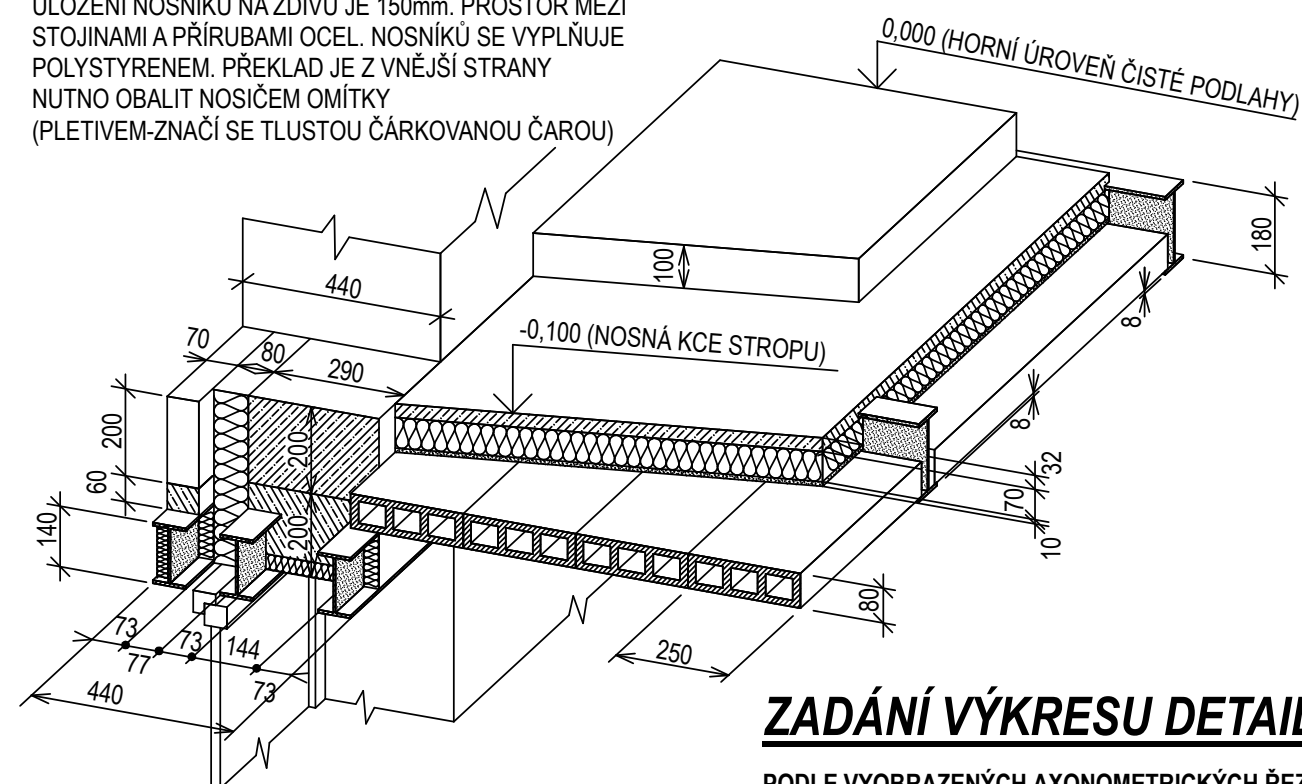 ULOŽENÍ NOSNÍKŮ NA ZDIVU JE 150mm. PROSTOR MEZI
STOJINAMI A PŘÍRUBAMI OCEL. NOSNÍKŮ SE VYPLŇUJE
POLYSTYRENEM. PŘEKLAD JE Z VNĚJŠÍ STRANY
NUTNO OBALIT NOSIČEM OMÍTKY
(PLETIVEM-ZNAČÍ SE TLUSTOU ČÁRKOVANOU ČAROU)
0,000 (HORNÍ ÚROVEŇ ČISTÉ PODLAHY)
180
100
8
440
-0,100 (NOSNÁ KCE STROPU)
70
80
290
200
200
8
60
32
70
140
200
10
80
73
77
73
144
73
250
440
ZADÁNÍ VÝKRESU DETAIL
PODLE VYOBRAZENÝCH AXONOMETRICKÝCH ŘEZ